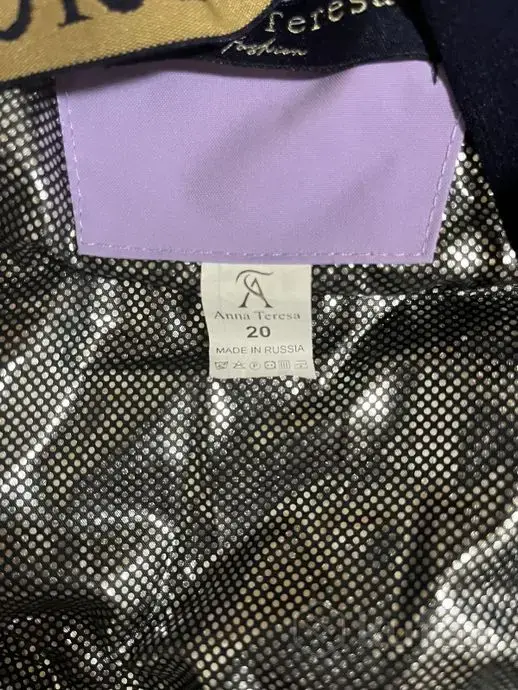 Teresa
fashion
Anna Teresa
20
MADE IN RUSSIA